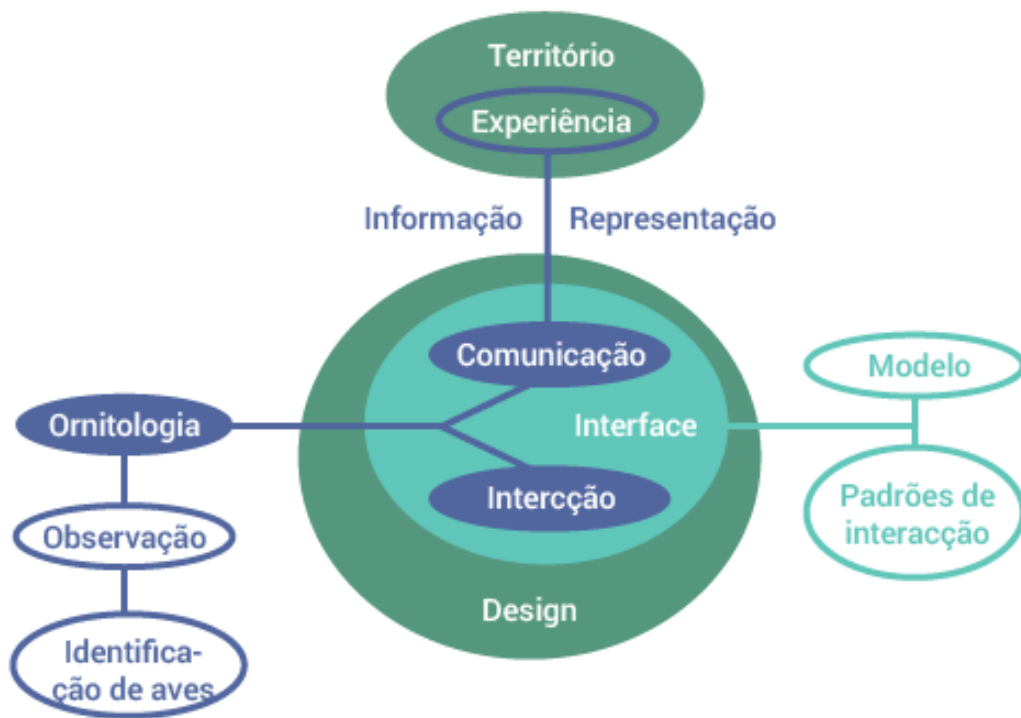 Território
Experiência
Informação
Representação
Comunicação
Modelo
Ornitologia
Interface
Intercção
Padrões de
interacção
Observação
Design
Identifica-
ção de aves